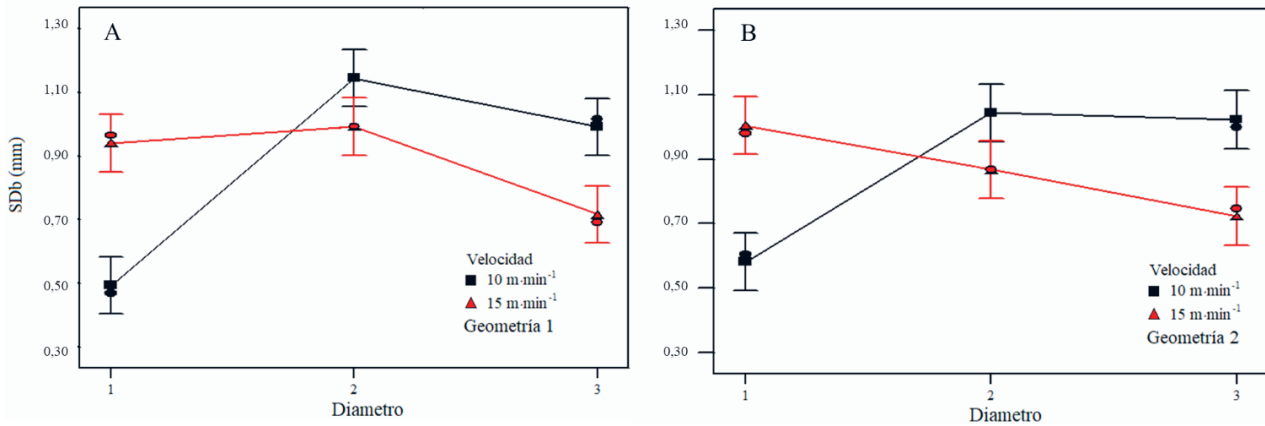 A
1,30
1,10
0,90
0,70
0,50
0,30
SDb (mm)
Velocidad
10 m·min-1
15 m·min-1
Geometría 1
1 2 3
Diametro
B
1,30
1,10
0,90
0,70
0,50
0,30
Velocidad
10 m·min-1
15 m·min-1
Geometría 2
1 2 3
Diametro